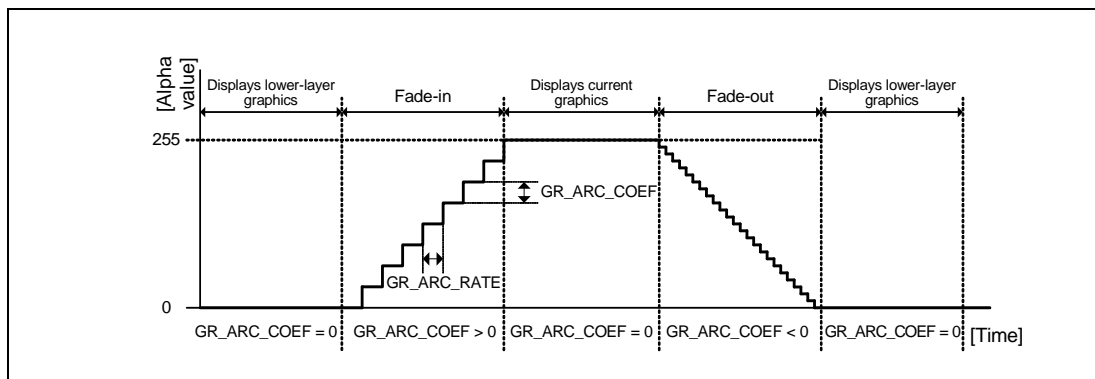 [Alpha
value]
Displays lower-layer
graphics
Fade-in
Displays current
graphics
Fade-out
Displays lower-layer
graphics
255
GR_ARC_COEF
GR_ARC_RATE
0
GR_ARC_COEF = 0
GR_ARC_COEF > 0
GR_ARC_COEF = 0
GR_ARC_COEF < 0
GR_ARC_COEF = 0
[Time]